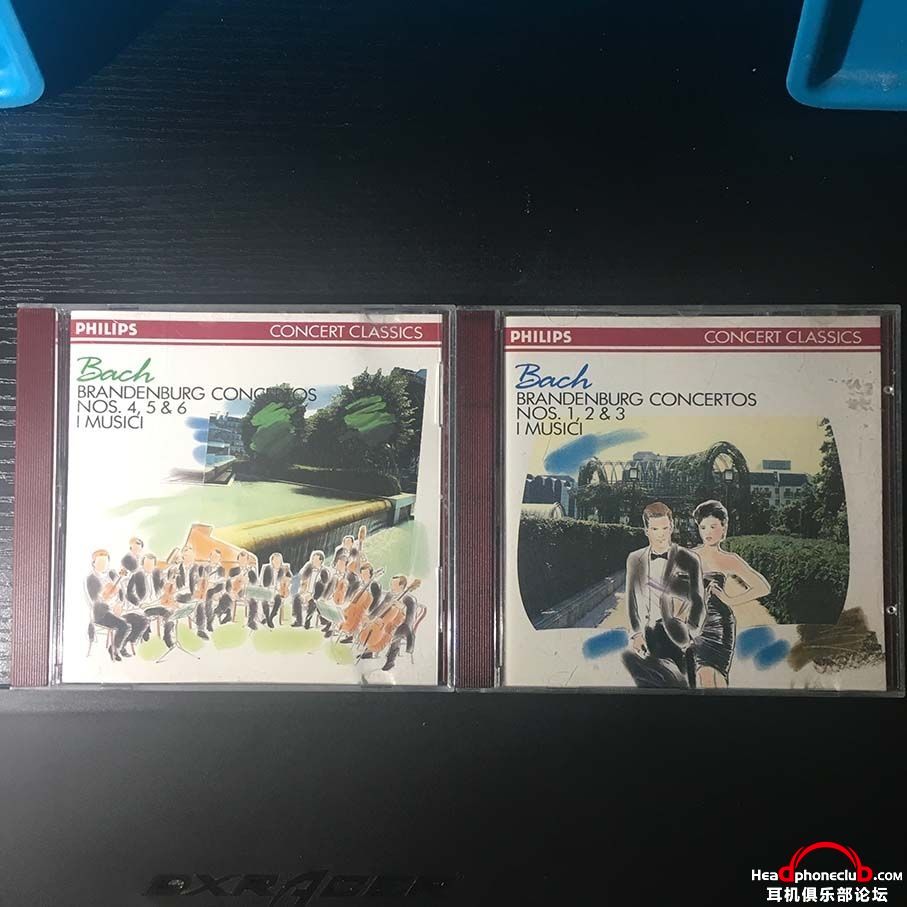 PHILIPS
CONCERT CLASSICS
Bach
BRANDENBURG CONCERTOS
NOS. 4, 5 & 6
I MUSICI
PHILIPS
CONCERT CLASSICS
Bach
BRANDENBURG CONCERTOS
NOS. 1, 2 & 3
I MUSICI
DXRACER
Headphoneclub.com
耳机俱乐部论坛